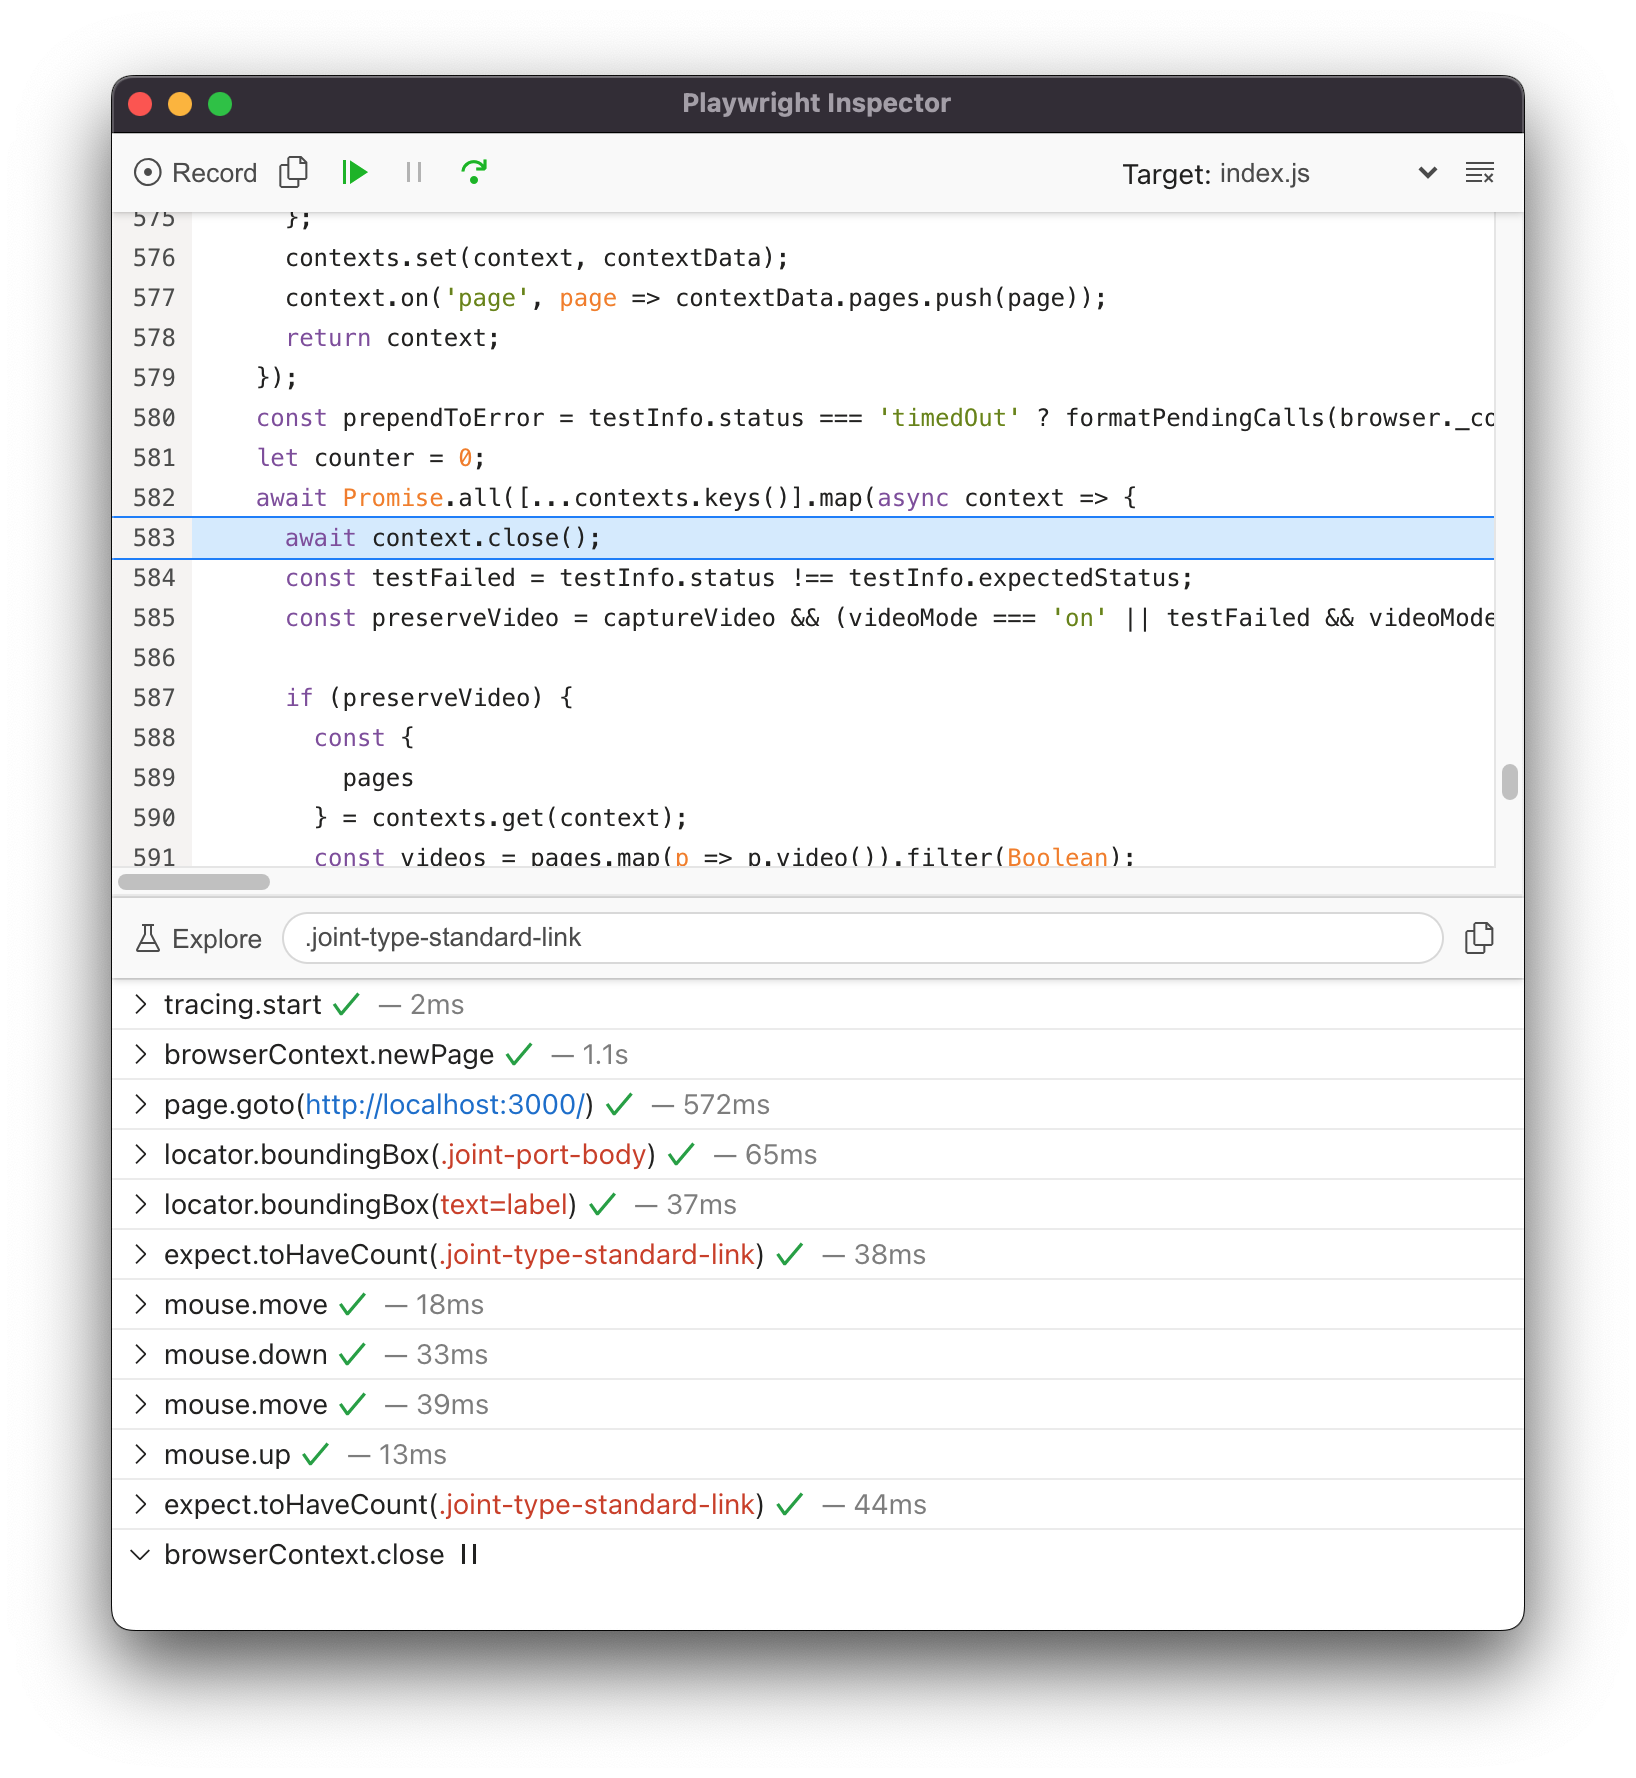 Playwright Inspector
Record
Target: index.js
575       };
576       contexts.set(context, contextData);
577       context.on('page', page => contextData.pages.push(page));
578       return context;
579     });
580     const prependToError = testInfo.status === 'timedOut' ? formatPendingCalls(browser._co
581     let counter = 0;
582     await Promise.all([...contexts.keys()].map(async context => {
583       await context.close();
584       const testFailed = testInfo.status !== testInfo.expectedStatus;
585       const preserveVideo = captureVideo && (videoMode === 'on' || testFailed && videoMode
586
587       if (preserveVideo) {
588         const {
589           pages
590         } = contexts.get(context);
591         const videos = pages.map(p => p.video()).filter(Boolean);
Explore .joint-type-standard-link
tracing.start ✓ — 2ms
browserContext.newPage ✓ — 1.1s
page.goto(http://localhost:3000/) ✓ — 572ms
locator.boundingBox(.joint-port-body) ✓ — 65ms
locator.boundingBox(text=label) ✓ — 37ms
expect.toHaveCount(.joint-type-standard-link) ✓ — 38ms
mouse.move ✓ — 18ms
mouse.down ✓ — 33ms
mouse.move ✓ — 39ms
mouse.up ✓ — 13ms
expect.toHaveCount(.joint-type-standard-link) ✓ — 44ms
browserContext.close